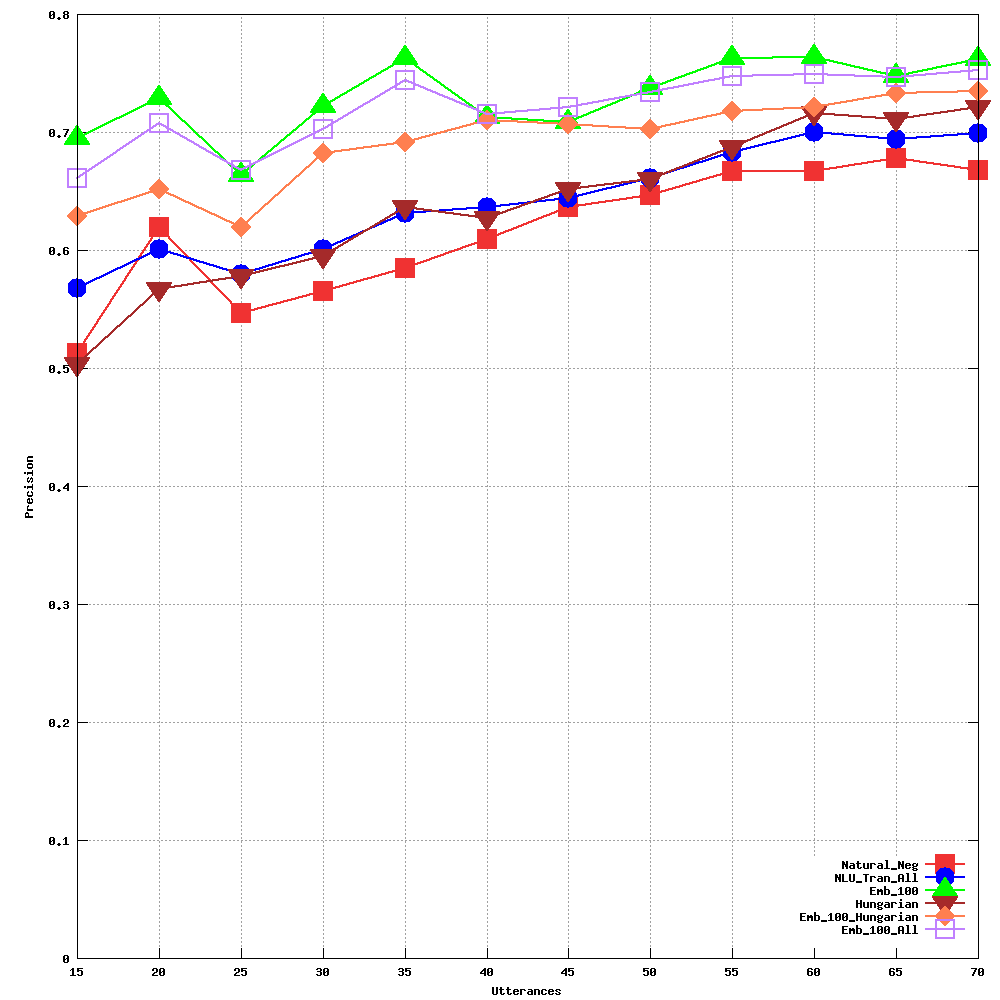 0.8
0.7
0.6
0.5
0.4
0.3
0.2
0.1
0
Precision
15 20 25 30 35 40 45 50 55 60 65 70
Utterances
Natural_Neg
NLU_Tran_All
Emb_100
Hungarian
Emb_100_Hungarian
Emb_100_All